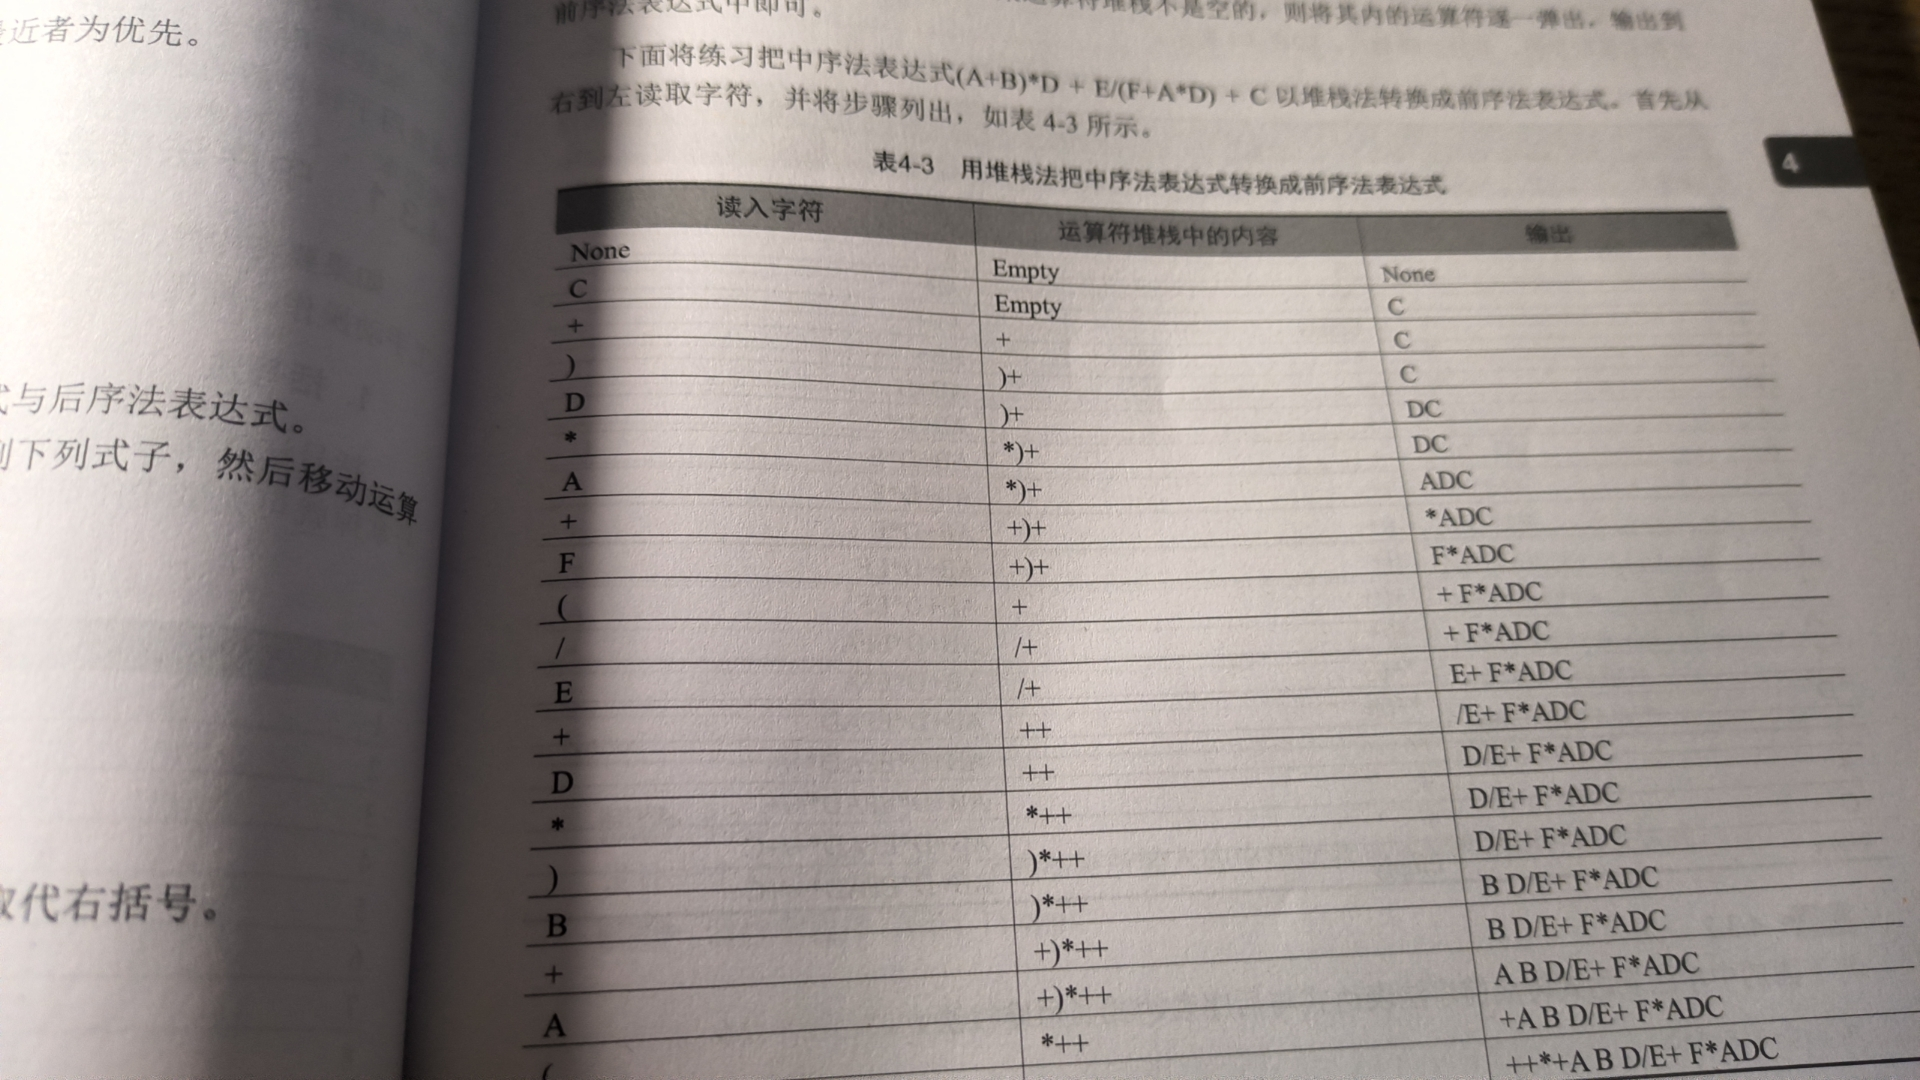 近者为优先。
式与后序法表达式。
下列式子，然后移动运算
取代右括号。
前序法表达式中即可。
运算符堆栈不是空的，则将其内的运算符逐一弹出，输出到
下面将练习把中序法表达式(A+B)*D + E/(F+A*D) + C 以堆栈法转换成前序法表达式。首先从
右到左读取字符，并将步骤列出，如表 4-3 所示。
4
表4-3 用堆栈法把中序法表达式转换成前序法表达式
读入字符 运算符堆栈中的内容 输出
None Empty None
C Empty C
+ + C
) )+ C
D )+ DC
* *)+ DC
A *)+ ADC
+ +)+ *ADC
F +)+ F*ADC
( + + F*ADC
/ /+ + F*ADC
E /+ E+ F*ADC
+ ++ /E+ F*ADC
D ++ D/E+ F*ADC
* *++ D/E+ F*ADC
) )*++ D/E+ F*ADC
B )*++ B D/E+ F*ADC
+ +)*++ B D/E+ F*ADC
A +)*++ A B D/E+ F*ADC
( *++ +A B D/E+ F*ADC
++*+A B D/E+ F*ADC